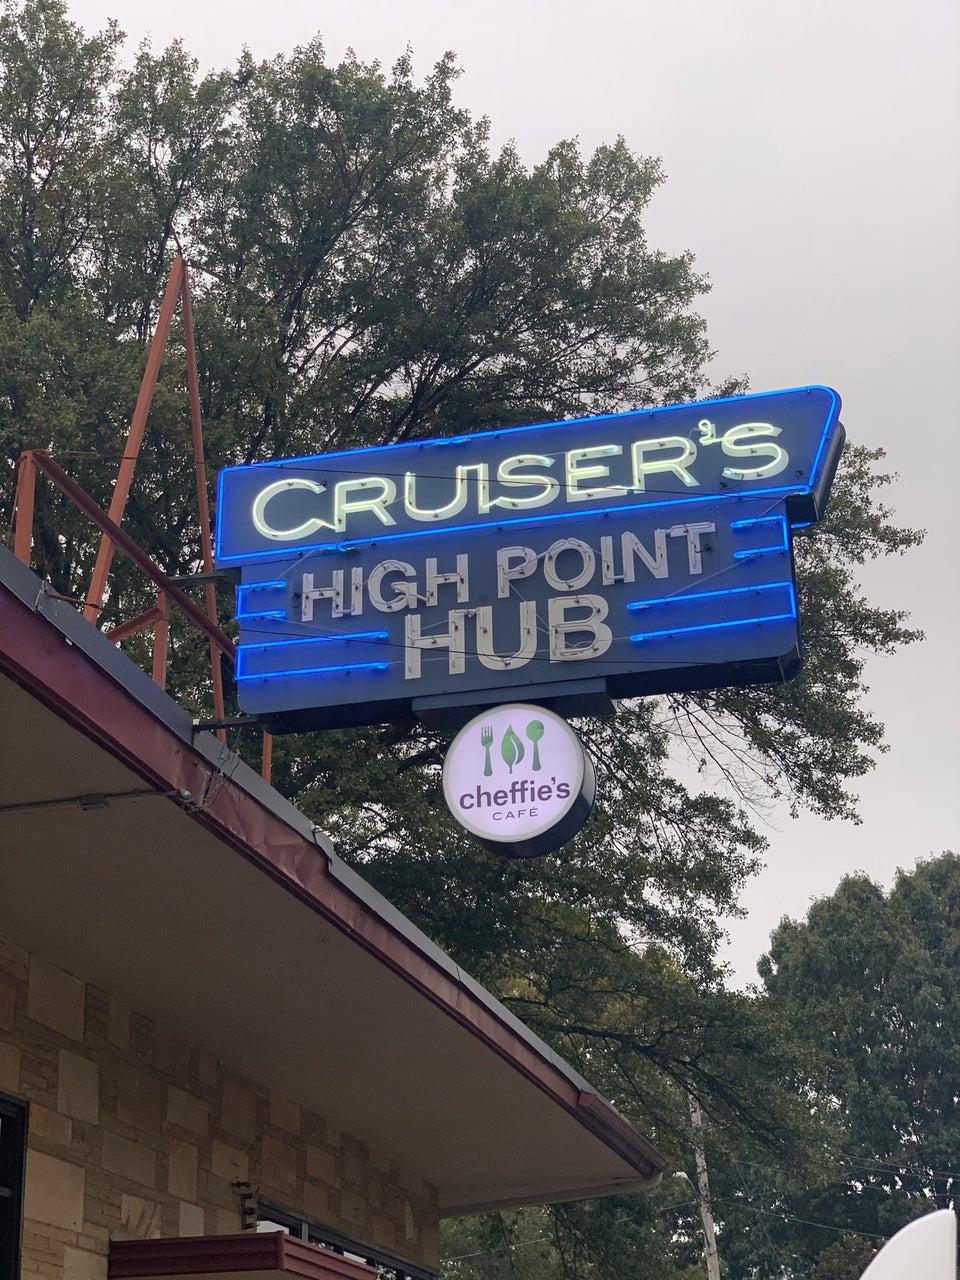 CRUISER'S
HIGH POINT
HUB
cheffie's
CAFÉ